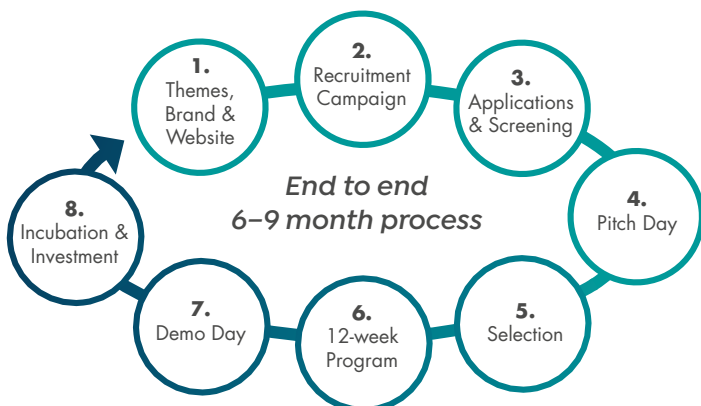 1.
Themes,
Brand &
Website
2.
Recruitment
Campaign
3.
Applications
& Screening
4.
Pitch Day
5.
Selection
6.
12-week
Program
7.
Demo Day
8.
Incubation &
Investment
End to end
6–9 month process